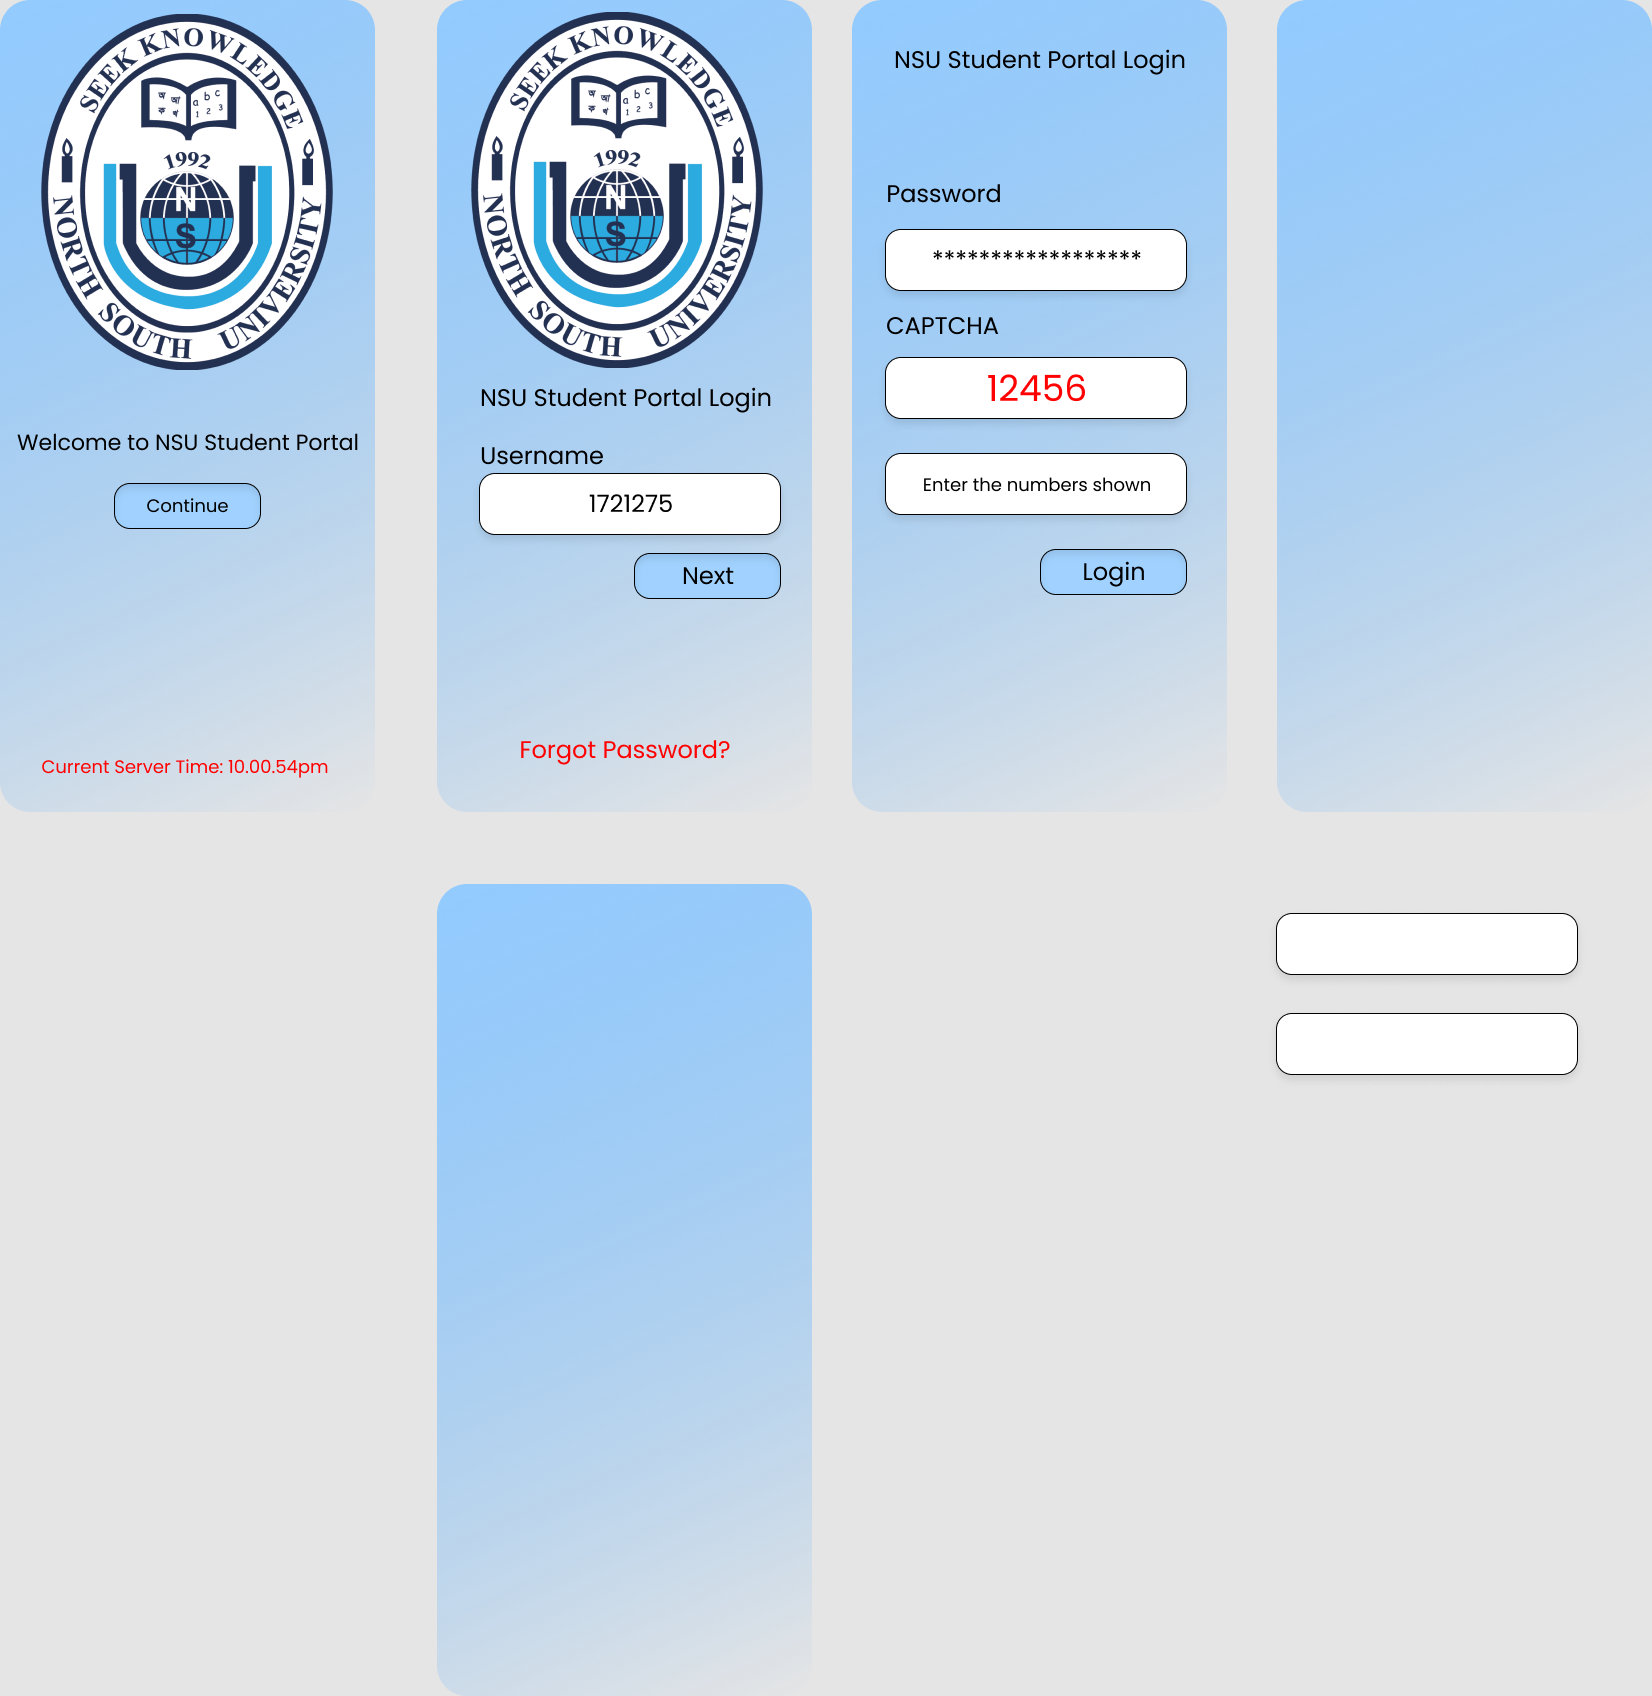 SEEK KNOWLEDGE
অ আ a b c
ক খ 1 2 3
1992
N
S
NORTH SOUTH UNIVERSITY
Welcome to NSU Student Portal
Continue
Current Server Time: 10.00.54pm
SEEK KNOWLEDGE
অ আ a b c
ক খ 1 2 3
1992
N
S
NORTH SOUTH UNIVERSITY
NSU Student Portal Login
Username
1721275
Next
Forgot Password?
NSU Student Portal Login
Password
******************
CAPTCHA
12456
Enter the numbers shown
Login